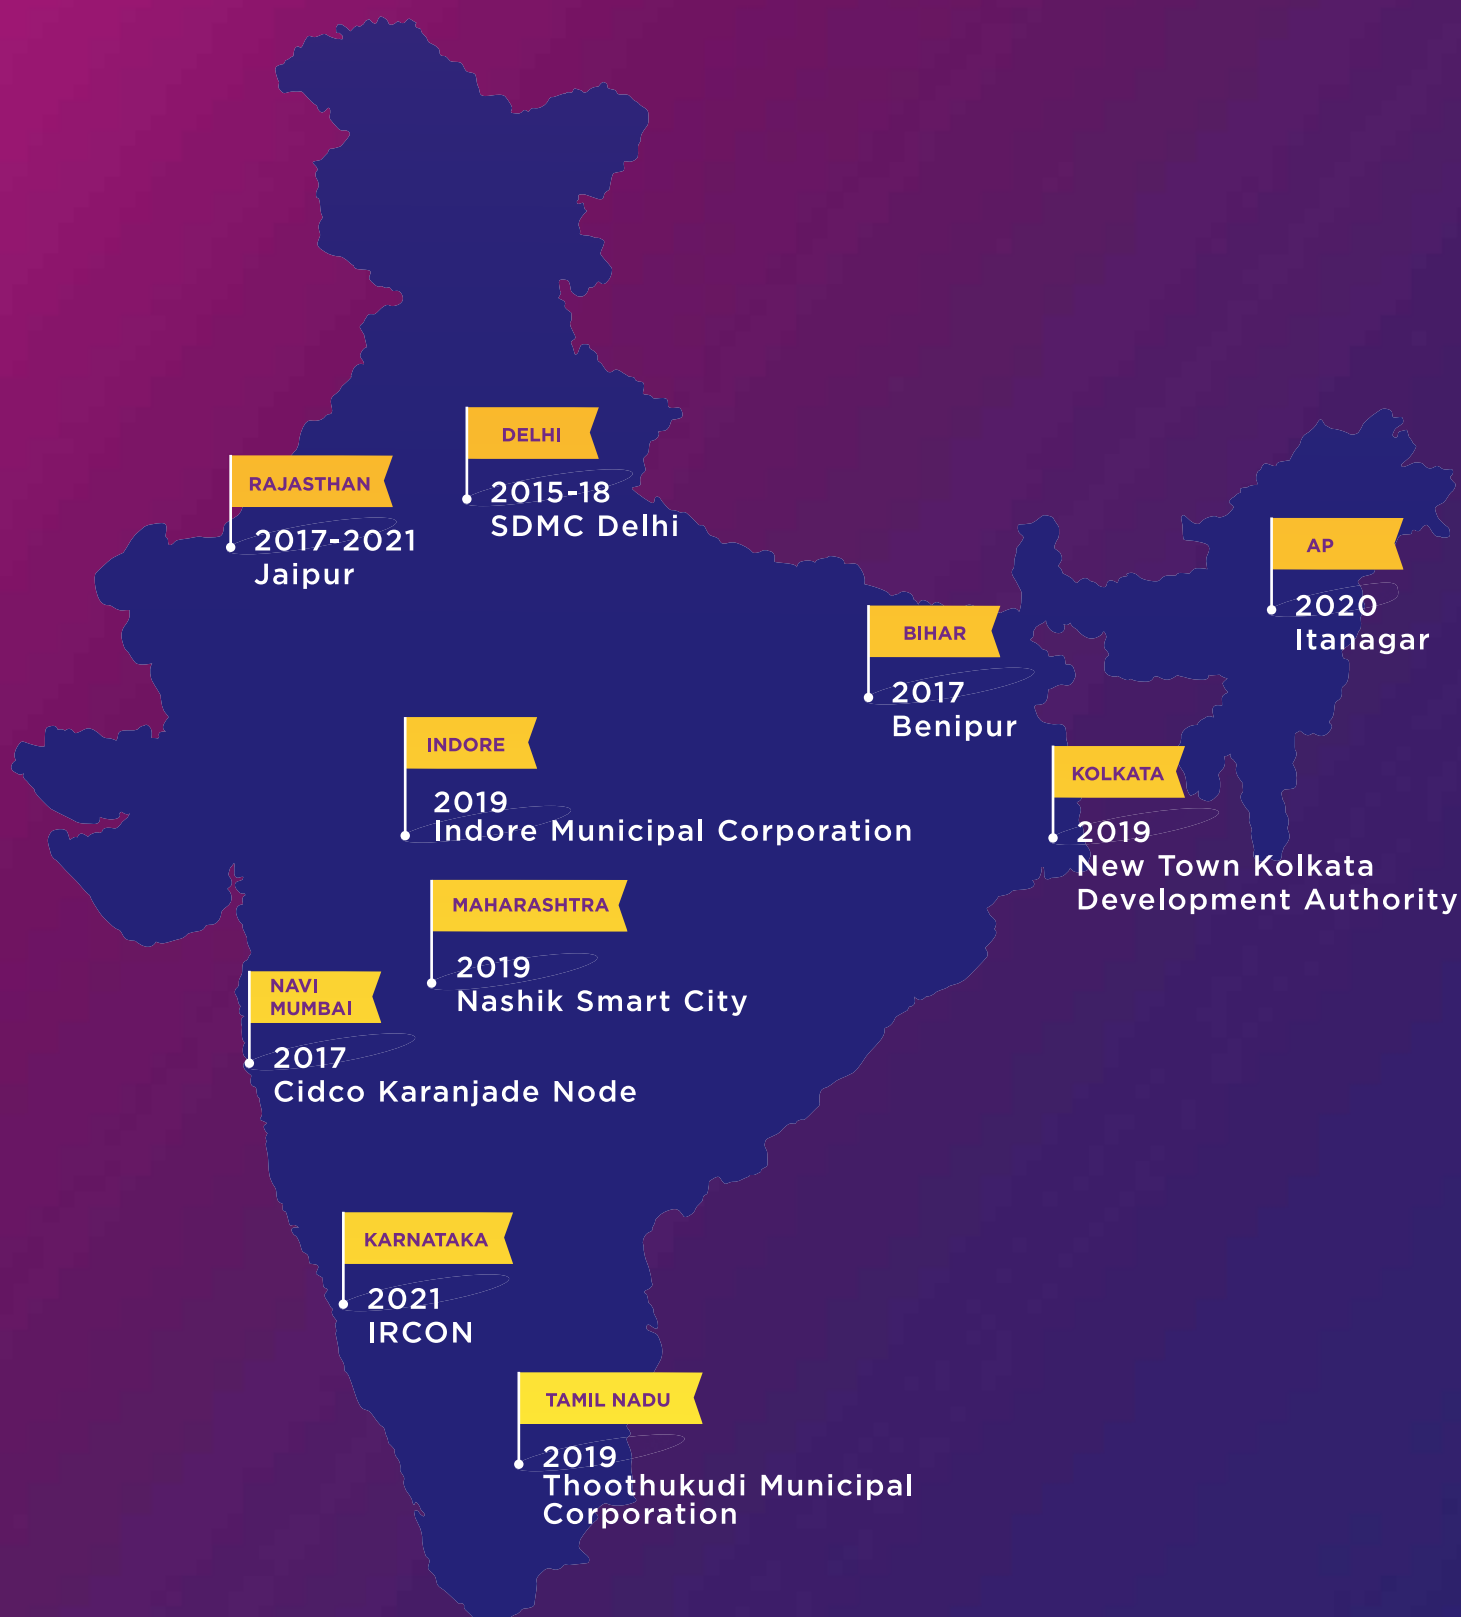 DELHI
2015-18
SDMC Delhi
RAJASTHAN
2017-2021
Jaipur
AP
2020
Itanagar
BIHAR
2017
Benipur
INDORE
2019
Indore Municipal Corporation
KOLKATA
2019
New Town Kolkata
Development Authority
MAHARASHTRA
2019
Nashik Smart City
NAVI
MUMBAI
2017
Cidco Karanjade Node
KARNATAKA
2021
IRCON
TAMIL NADU
2019
Thoothukudi Municipal
Corporation